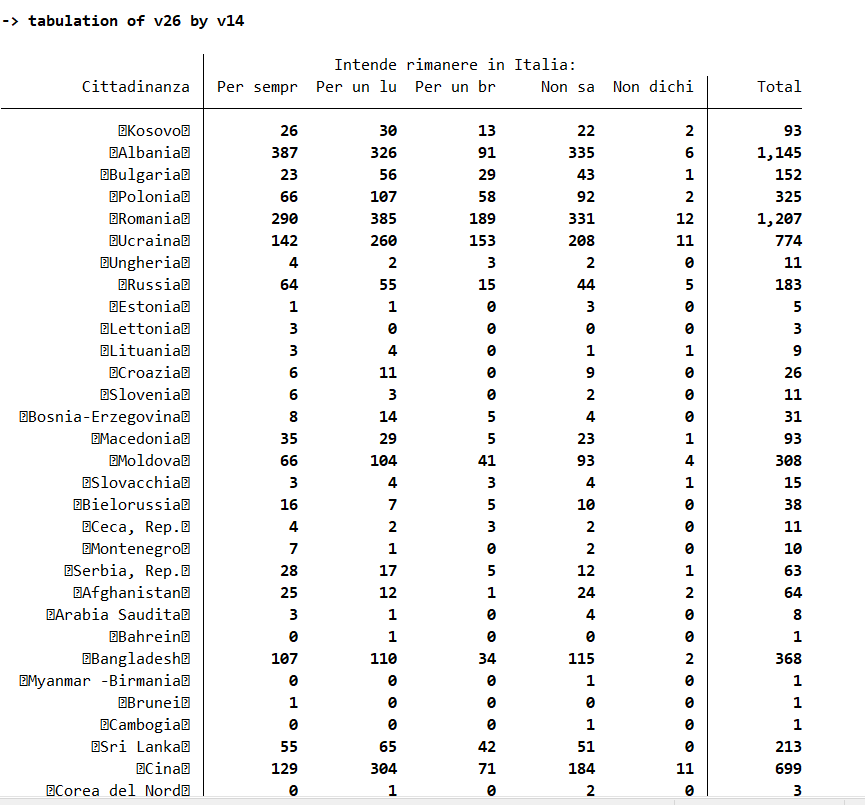 -> tabulation of v26 by v14
Intende rimanere in Italia:
Cittadinanza Per sempr Per un lu Per un br Non sa Non dichi Total
Kosovo 26 30 13 22 2 93
Albania 387 326 91 335 6 1,145
Bulgaria 23 56 29 43 1 152
Polonia 66 107 58 92 2 325
Romania 290 385 189 331 12 1,207
Ucraina 142 260 153 208 11 774
Ungheria 4 2 3 2 0 11
Russia 64 55 15 44 5 183
Estonia 1 1 0 3 0 5
Lettonia 3 0 0 0 0 3
Lituania 3 4 0 1 1 9
Croazia 6 11 0 9 0 26
Slovenia 6 3 0 2 0 11
Bosnia-Erzegovina 8 14 5 4 0 31
Macedonia 35 29 5 23 1 93
Moldova 66 104 41 93 4 308
Slovacchia 3 4 3 4 1 15
Bielorussia 16 7 5 10 0 38
Ceca, Rep. 4 2 3 2 0 11
Montenegro 7 1 0 2 0 10
Serbia, Rep. 28 17 5 12 1 63
Afghanistan 25 12 1 24 2 64
Arabia Saudita 3 1 0 4 0 8
Bahrein 0 1 0 0 0 1
Bangladesh 107 110 34 115 2 368
Myanmar -Birmania 0 0 0 1 0 1
Brunei 1 0 0 0 0 1
Cambogia 0 0 0 1 0 1
Sri Lanka 55 65 42 51 0 213
Cina 129 304 71 184 11 699
Corea del Nord 0 1 0 2 0 3